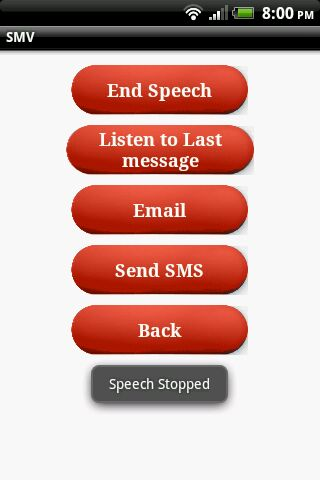 8:00 PM
SMV
End Speech
Listen to Last
message
Email
Send SMS
Back
Speech Stopped